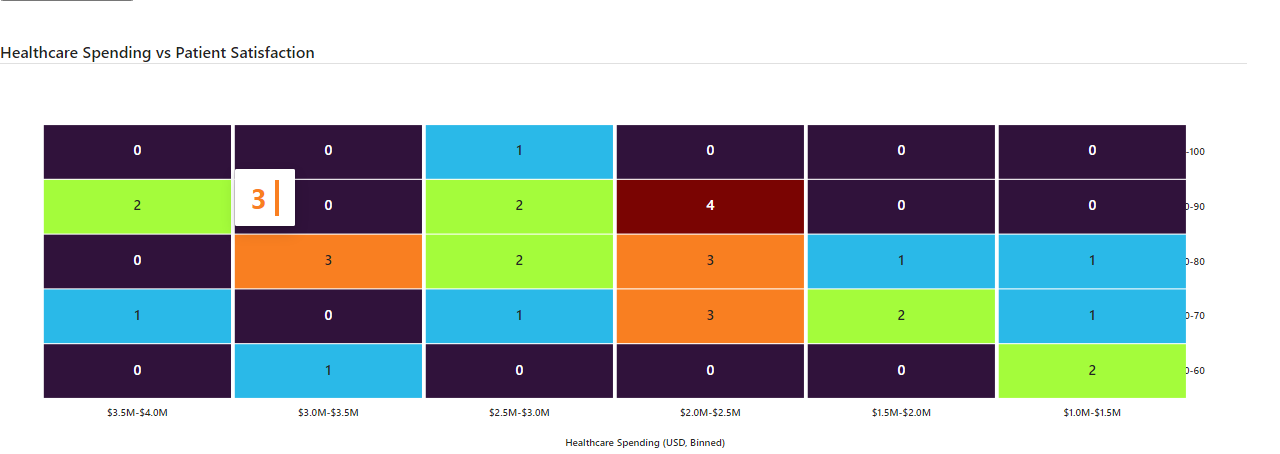 Healthcare Spending vs Patient Satisfaction
0 0 1 0 0 0 -100
2 3 0 2 4 0 0 0-90
0 3 2 3 1 1 0-80
1 0 1 3 2 1 0-70
0 1 0 0 0 2 0-60
$3.5M-$4.0M $3.0M-$3.5M $2.5M-$3.0M $2.0M-$2.5M $1.5M-$2.0M $1.0M-$1.5M
Healthcare Spending (USD, Binned)